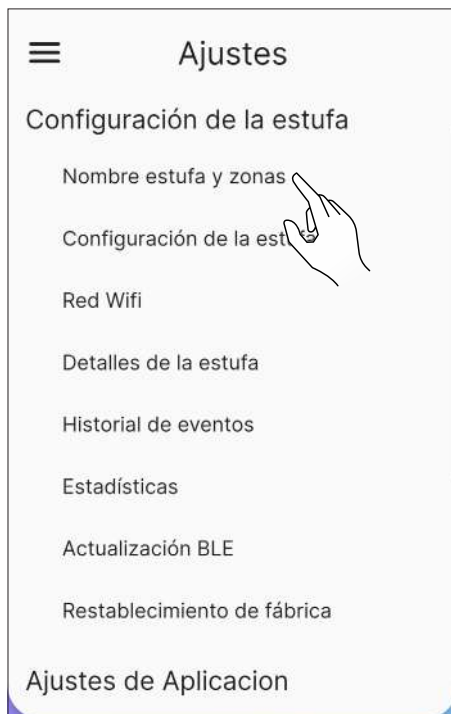 Ajustes
Configuración de la estufa
Nombre estufa y zonas
Configuración de la estufa
Red Wifi
Detalles de la estufa
Historial de eventos
Estadísticas
Actualización BLE
Restablecimiento de fábrica
Ajustes de Aplicacion